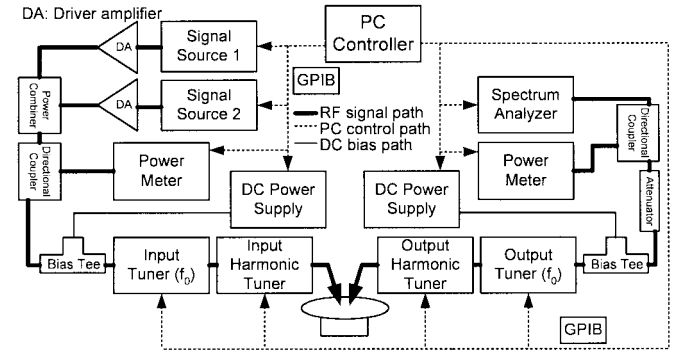 DA: Driver amplifier
PC
Controller
DA
Signal
Source 1
GPIB
Power
Combiner
DA
Signal
Source 2
RF signal path
PC control path
DC bias path
Spectrum
Analyzer
Directional
Coupler
Directional
Coupler
Power
Meter
Power
Meter
DC Power
Supply
DC Power
Supply
Attenuator
Bias Tee
Input
Tuner (f0)
Input
Harmonic
Tuner
Output
Harmonic
Tuner
Output
Tuner (f0)
Bias Tee
GPIB